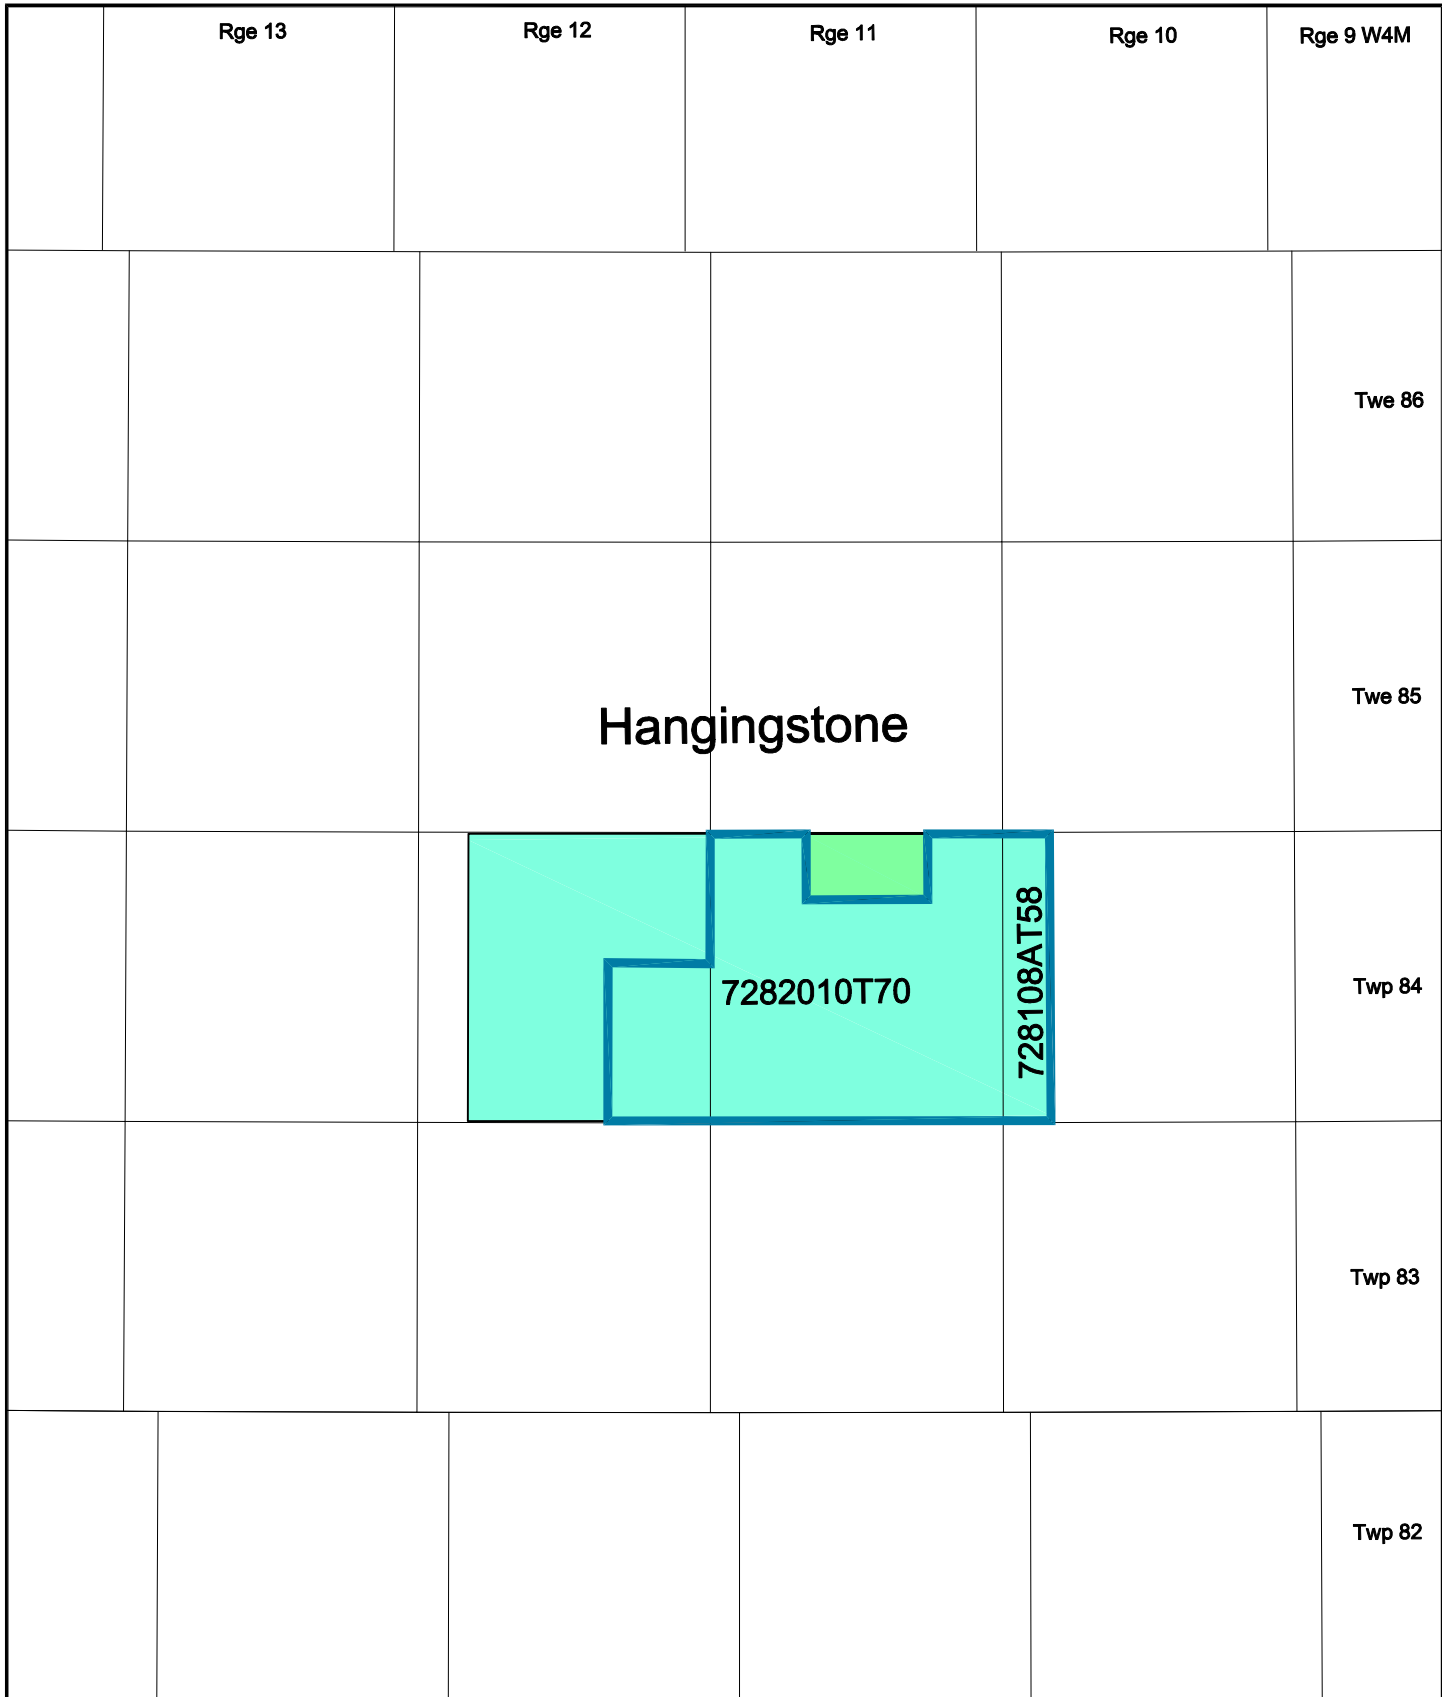 Rge 13
Rge 12
Rge 11
Rge 10
Rge 9 W4M
Twe 86
Twe 85
Hangingstone
728108AT58
7282010T70
Twp 84
Twp 83
Twp 82